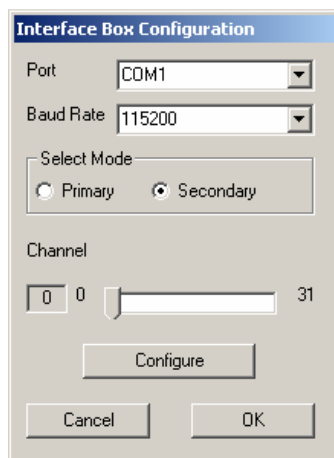 Interface Box Configuration
Port COM1
Baud Rate 115200
Select Mode
Primary Secondary
Channel
0 0 31
Configure
Cancel OK